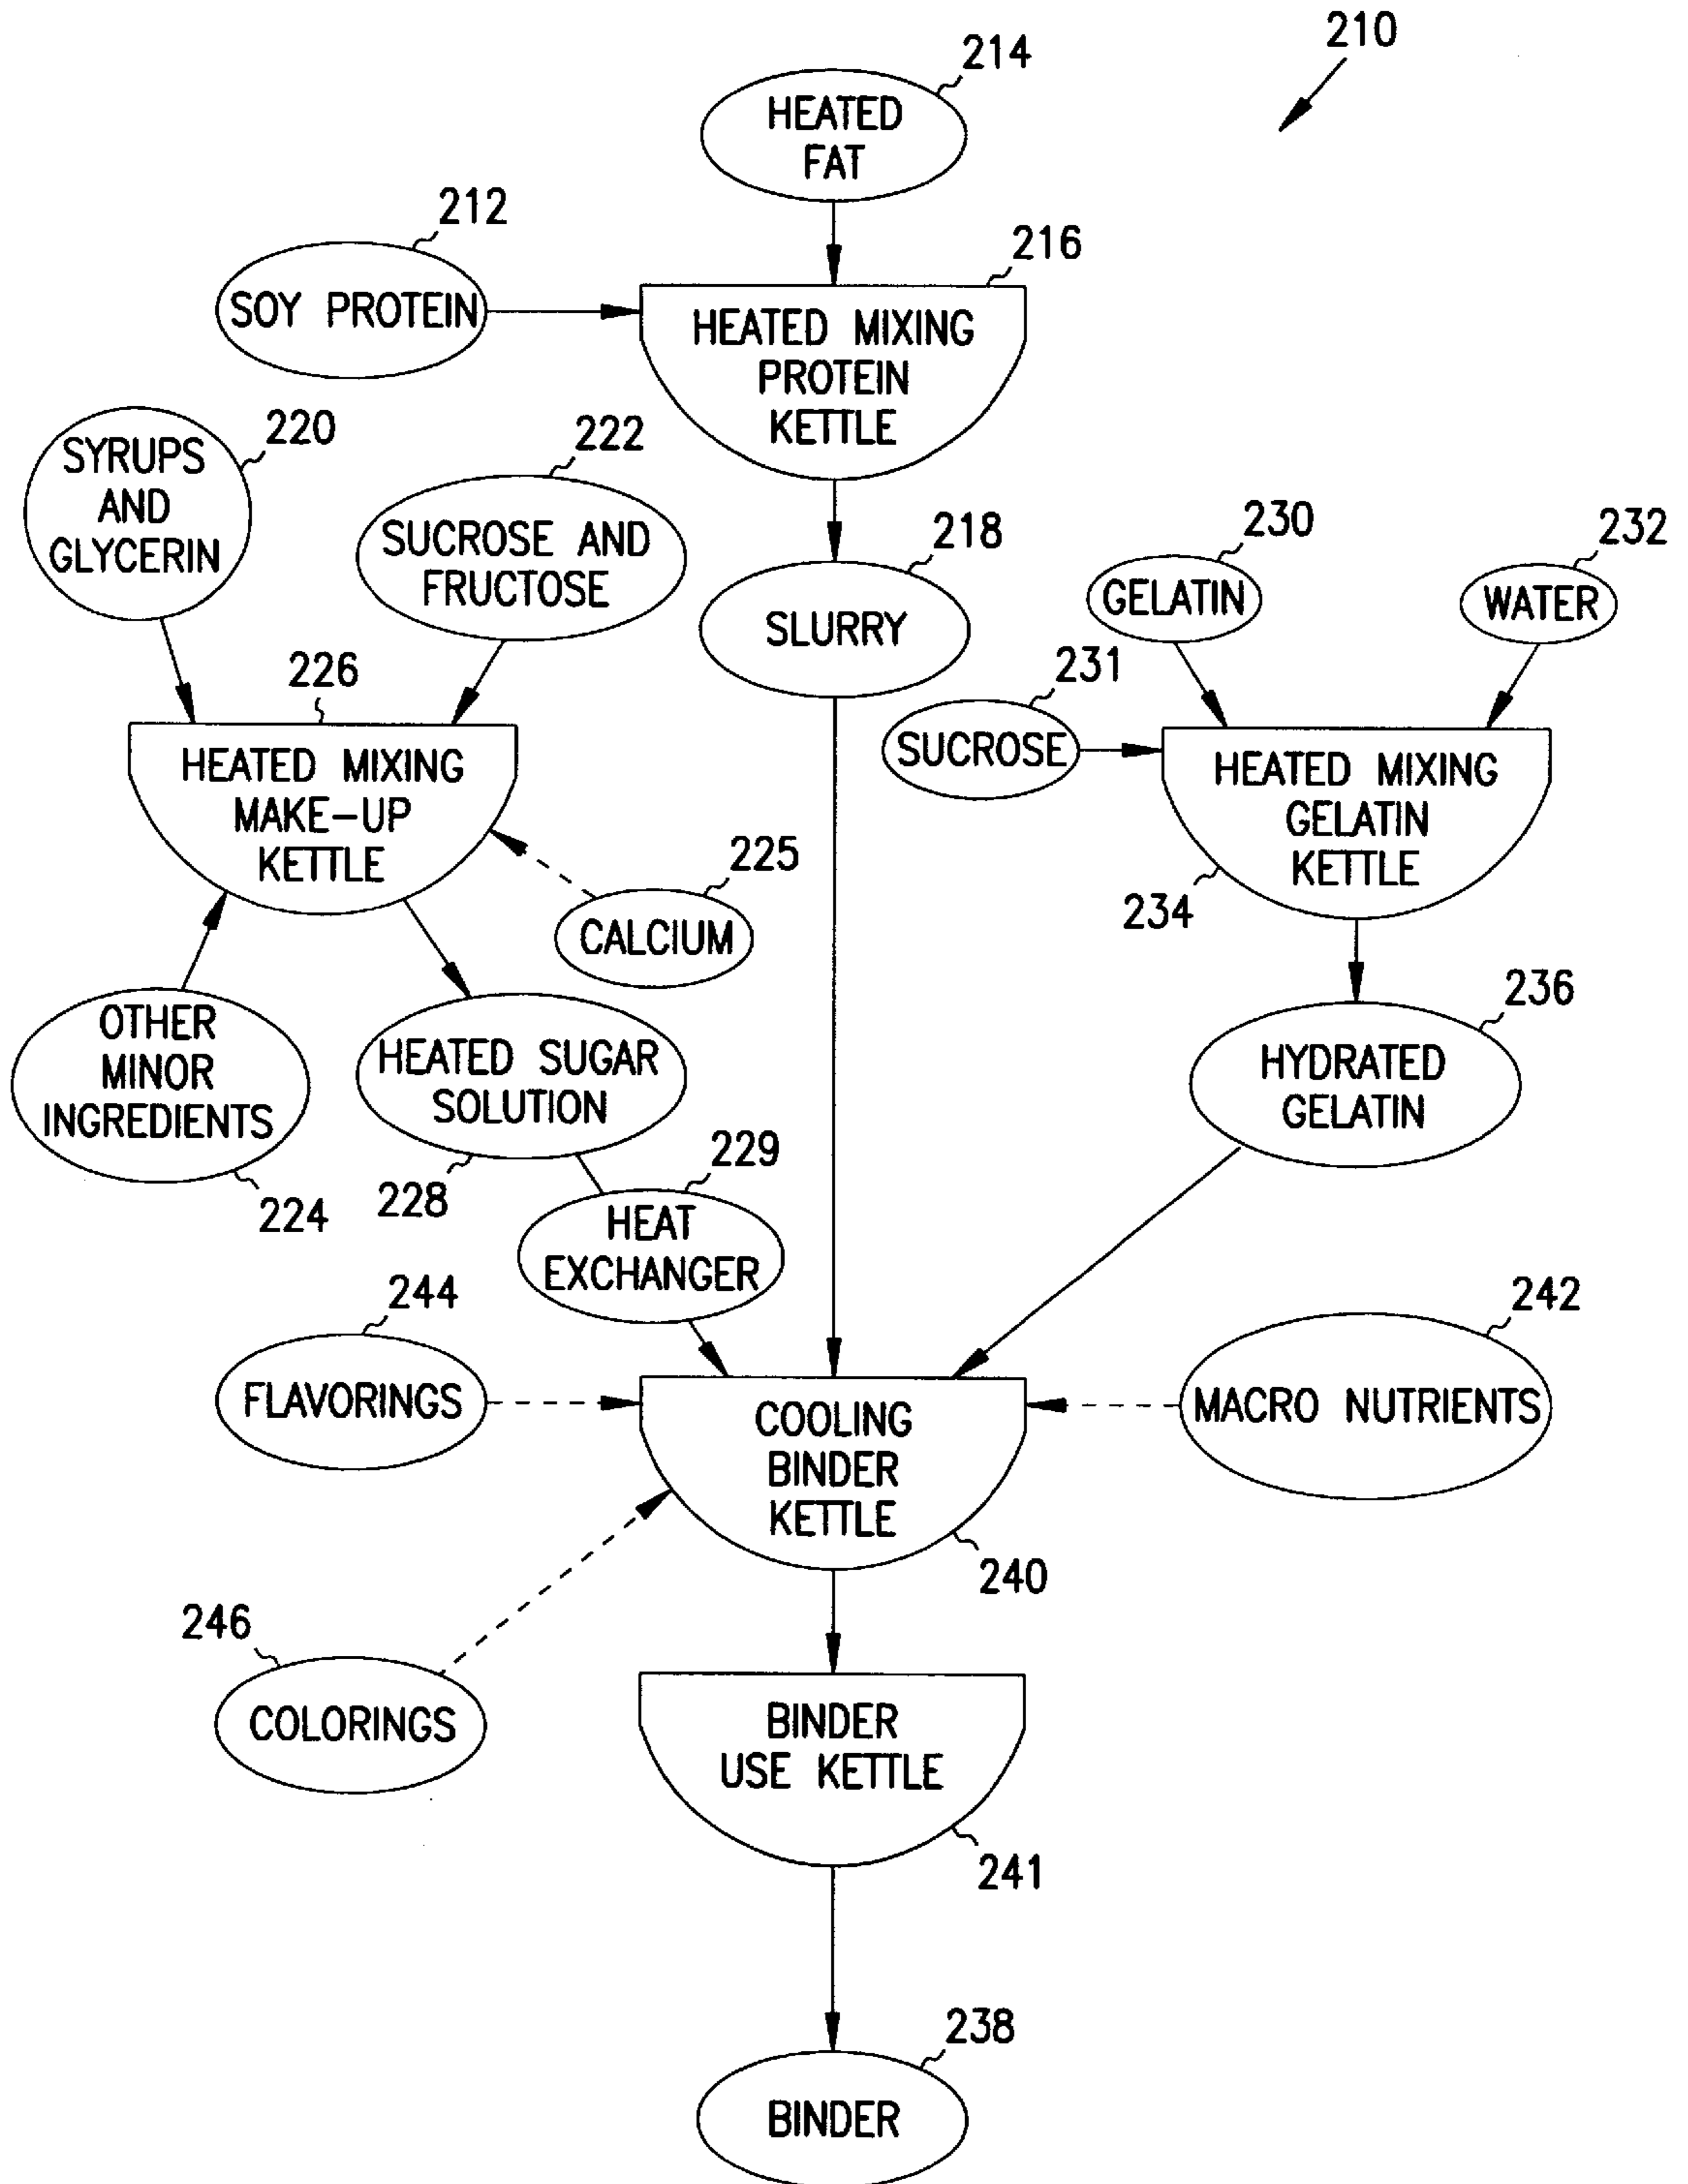 210
214
HEATED
FAT
212
SOY PROTEIN
216
HEATED MIXING
PROTEIN
KETTLE
220
SYRUPS
AND
GLYCERIN
222
SUCROSE AND
FRUCTOSE
218
SLURRY
230
GELATIN
232
WATER
231
SUCROSE
226
HEATED MIXING
MAKE-UP
KETTLE
HEATED MIXING
GELATIN
KETTLE
234
225
CALCIUM
OTHER
MINOR
INGREDIENTS
224
HEATED SUGAR
SOLUTION
228
236
HYDRATED
GELATIN
229
HEAT
EXCHANGER
244
FLAVORINGS
242
MACRO NUTRIENTS
COOLING
BINDER
KETTLE
240
246
COLORINGS
BINDER
USE KETTLE
241
238
BINDER